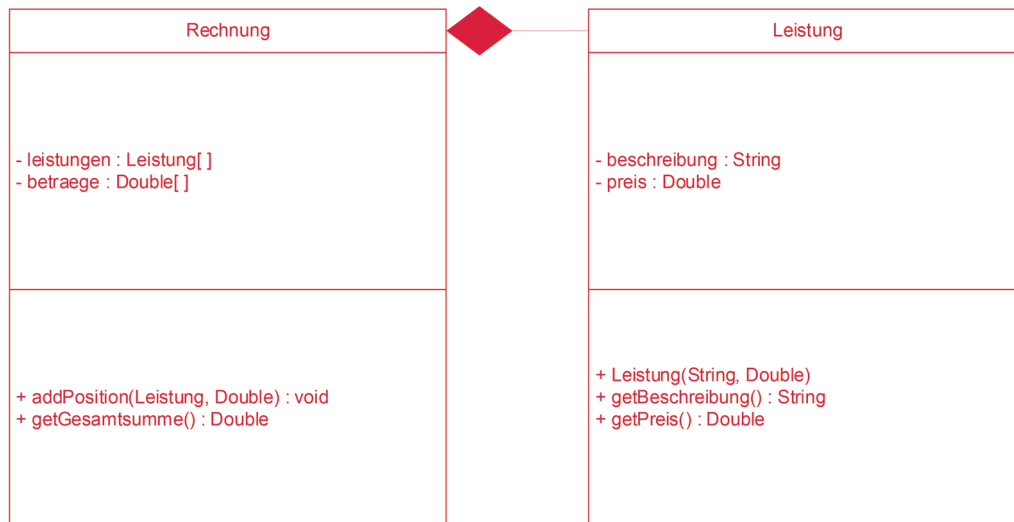 Rechnung
- leistungen : Leistung[ ]
- betraege : Double[ ]
+ addPosition(Leistung, Double) : void
+ getGesamtsumme() : Double
Leistung
- beschreibung : String
- preis : Double
+ Leistung(String, Double)
+ getBeschreibung() : String
+ getPreis() : Double